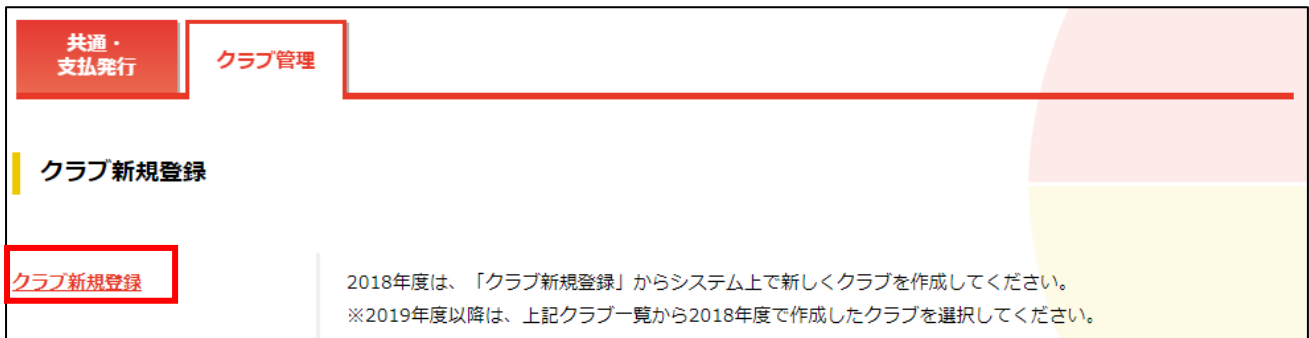 共通・
支払発行
クラブ管理
クラブ新規登録
クラブ新規登録
2018年度は、「クラブ新規登録」からシステム上で新しくクラブを作成してください。
※2019年度以降は、上記クラブ一覧から2018年度で作成したクラブを選択してください。